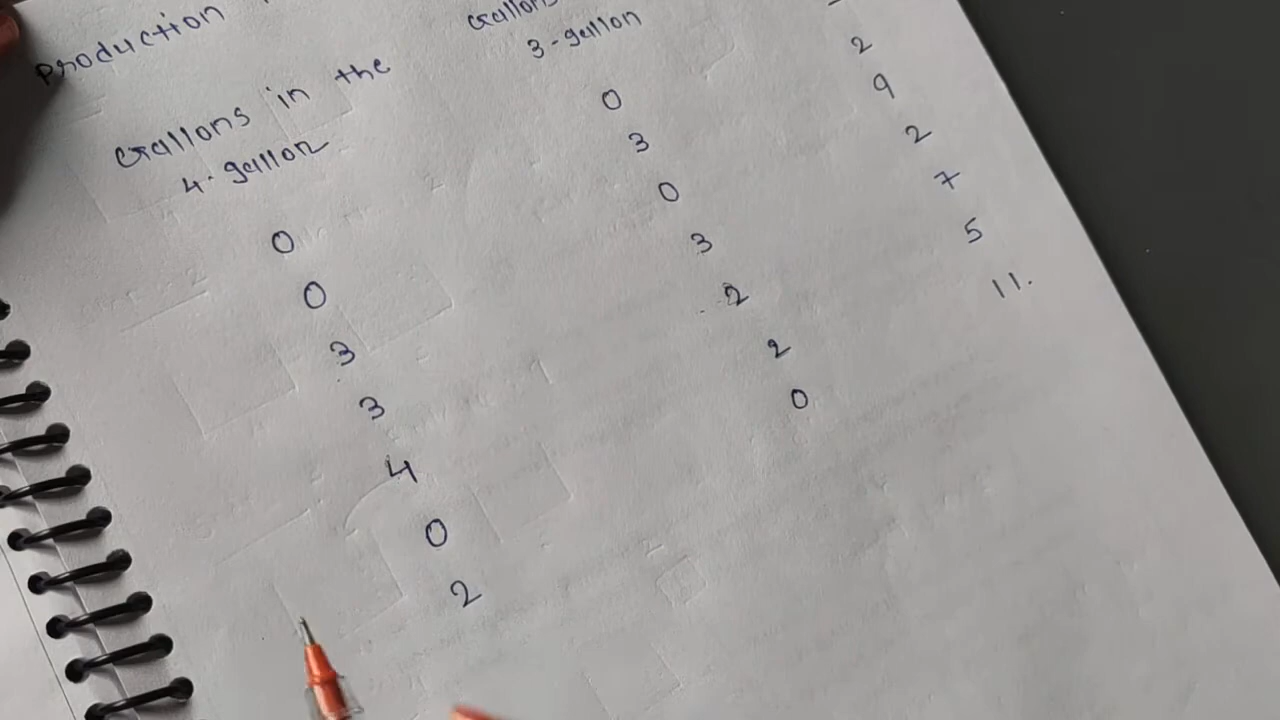 Production
Gallons in the
4-gallon
Gallons
3-gallon
0 0 2
0 3 9
3 0 2
3 3 7
4 2 5
0 2 11.
2 0